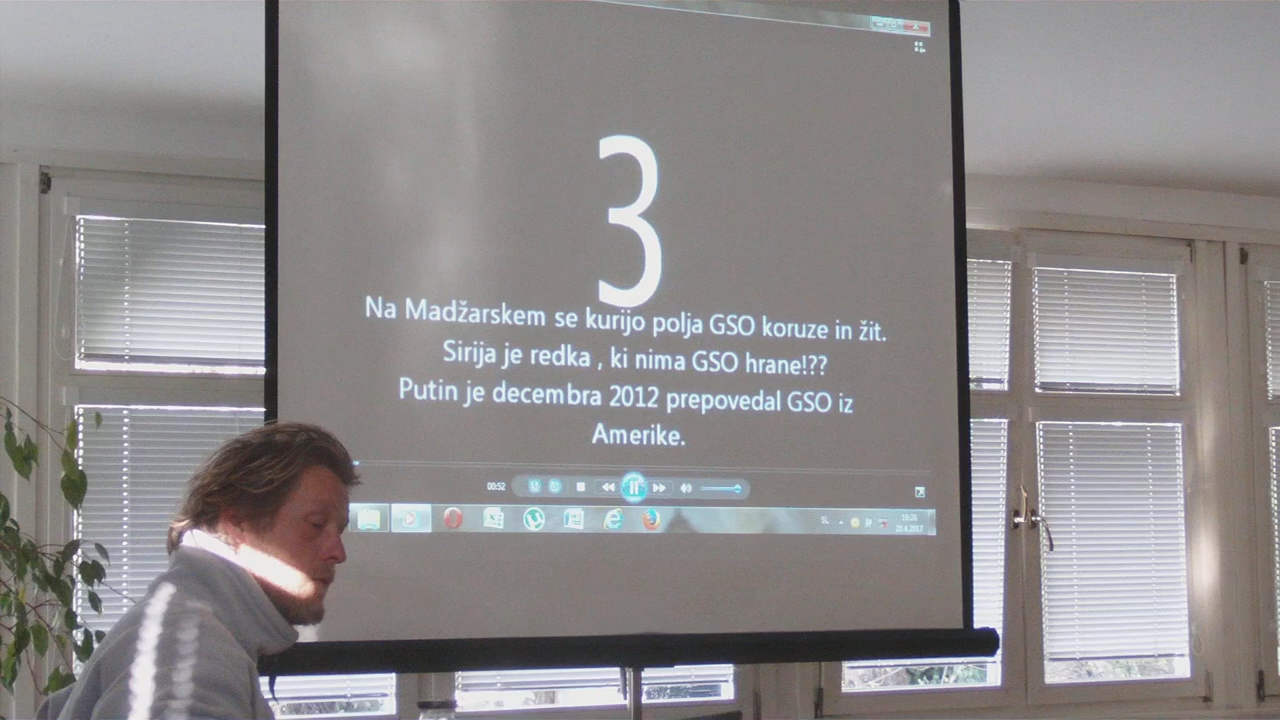 3
Na Madžarskem se kurijo polja GSO koruze in žit.
Sirija je redka , ki nima GSO hrane!??
Putin je decembra 2012 prepovedal GSO iz
Amerike.
00:52
SL